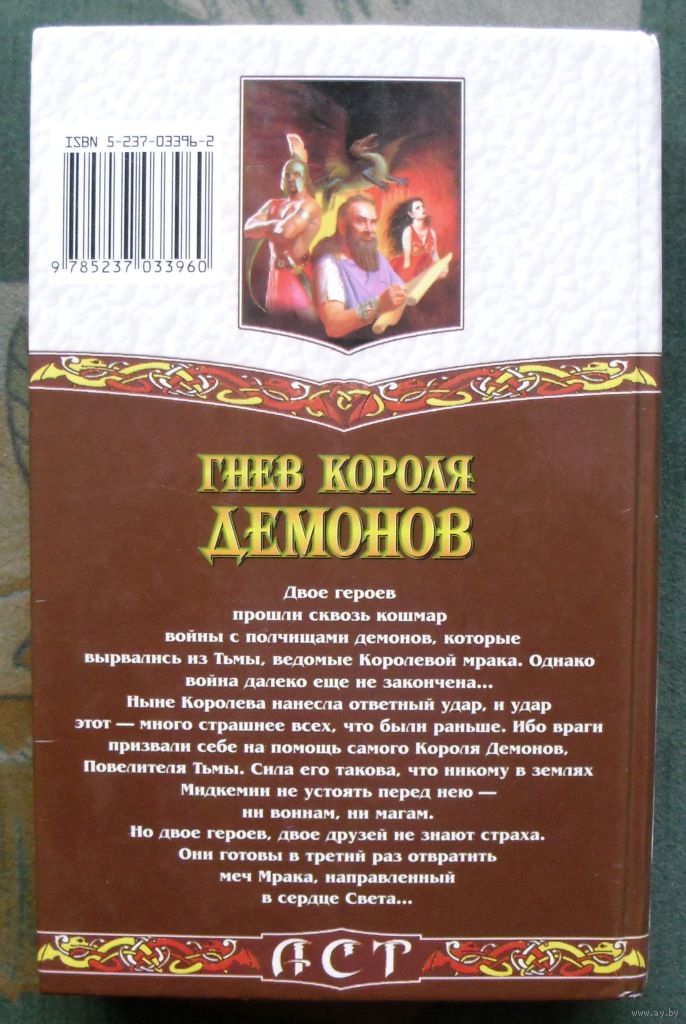 ISBN 5-237-03396-2
9 785237 033960
ГНЕВ КОРОЛЯ
ДЕМОНОВ
Двое героев
прошли сквозь кошмар
войны с полчищами демонов, которые
вырвались из Тьмы, ведомые Королевой мрака. Однако
война далеко еще не закончена...
Ныне Королева нанесла ответный удар, и удар
этот — много страшнее всех, что были раньше. Ибо враги
призвали себе на помощь самого Короля Демонов,
Повелителя Тьмы. Сила его такова, что никому в землях
Мидкемии не устоять перед нею —
ни воинам, ни магам.
Но двое героев, двое друзей не знают страха.
Они готовы в третий раз отвратить
меч Мрака, направленный
в сердце Света...
АСТ
www.ay.by